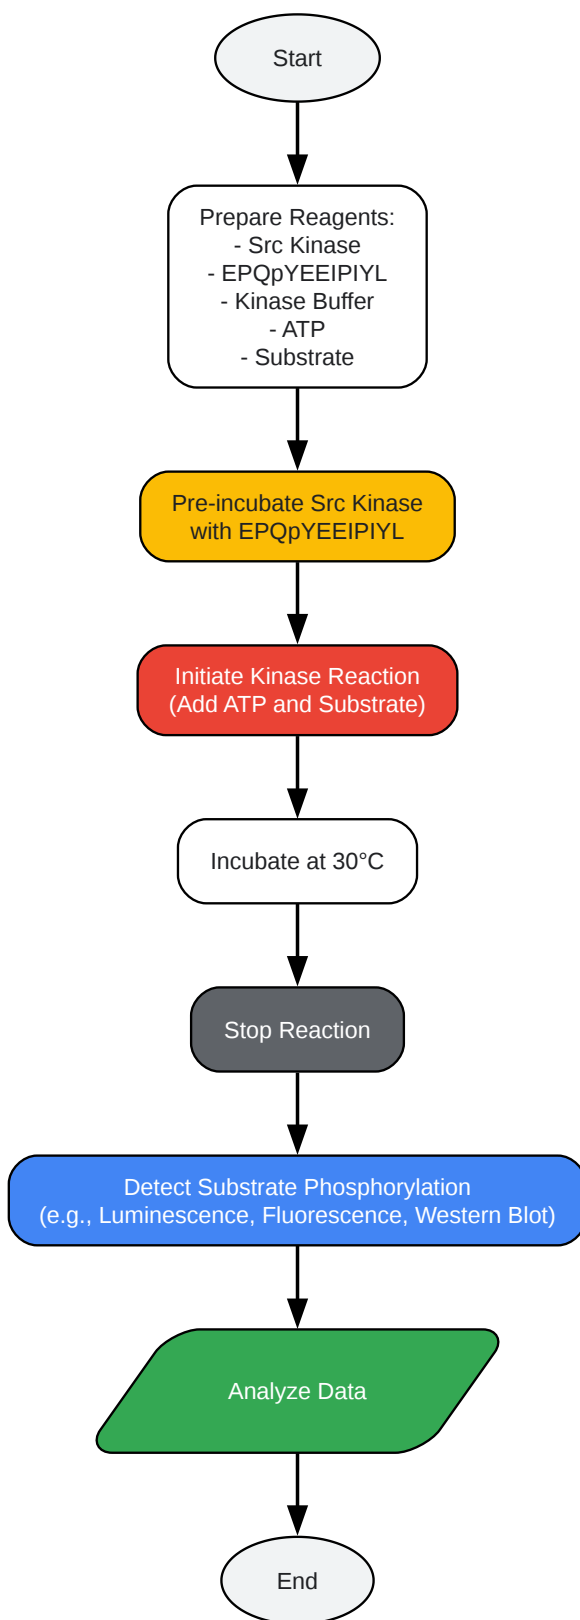 Start
Prepare Reagents:
- Src Kinase
- EPQpYEEIPIYL
- Kinase Buffer
- ATP
- Substrate
Pre-incubate Src Kinase
with EPQpYEEIPIYL
Initiate Kinase Reaction
(Add ATP and Substrate)
Incubate at 30°C
Stop Reaction
Detect Substrate Phosphorylation
(e.g., Luminescence, Fluorescence, Western Blot)
Analyze Data
End